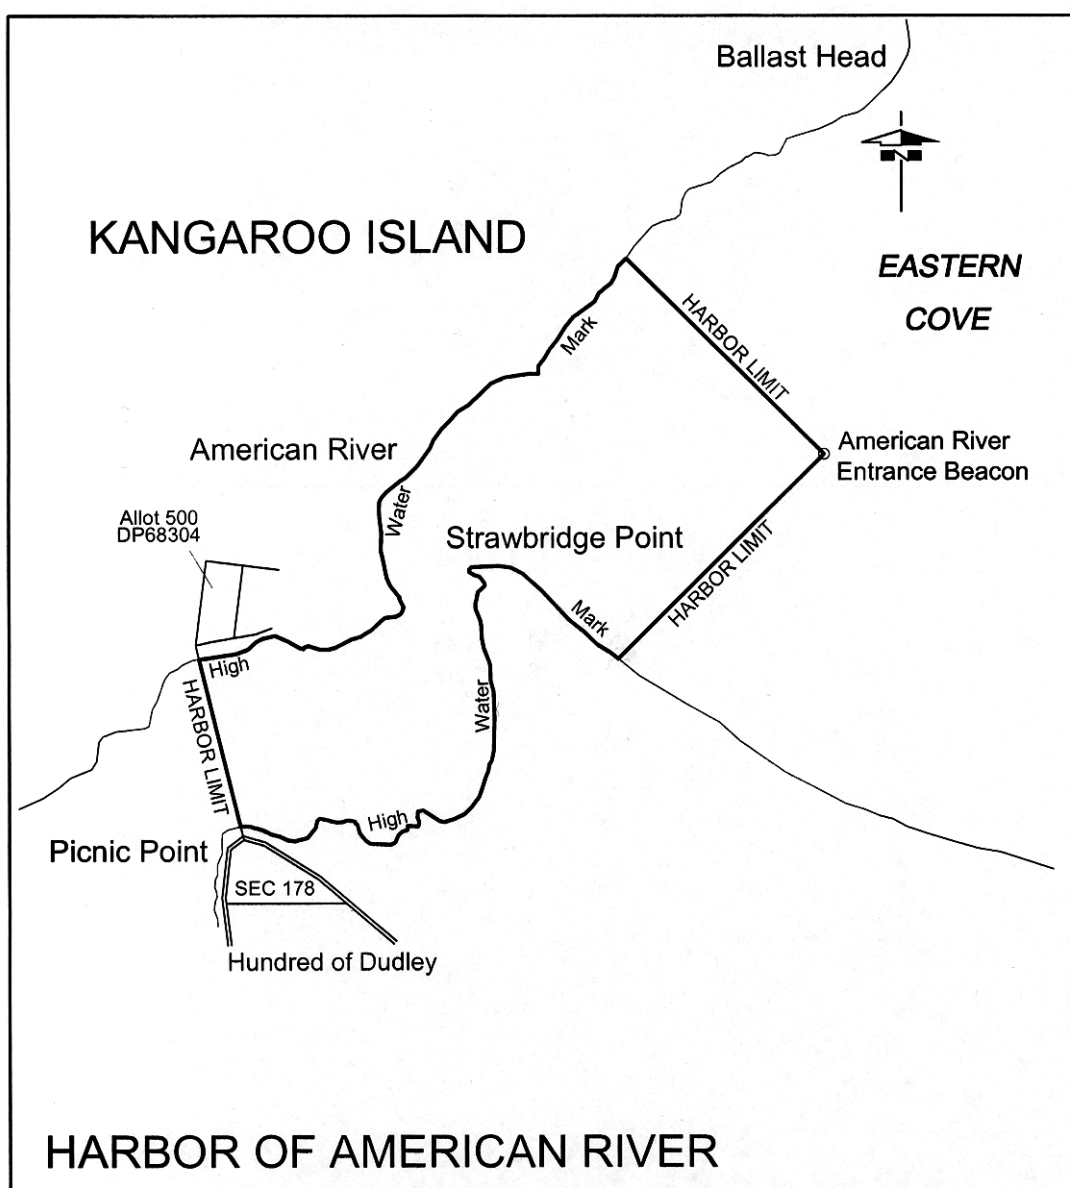 Ballast Head
N
KANGAROO ISLAND
EASTERN
COVE
HARBOR LIMIT
Mark
American River
American River
Entrance Beacon
Water
Allot 500
DP68304
Strawbridge Point
HARBOR LIMIT
Mark
High
HARBOR LIMIT
Water
High
Picnic Point
SEC 178
Hundred of Dudley
HARBOR OF AMERICAN RIVER